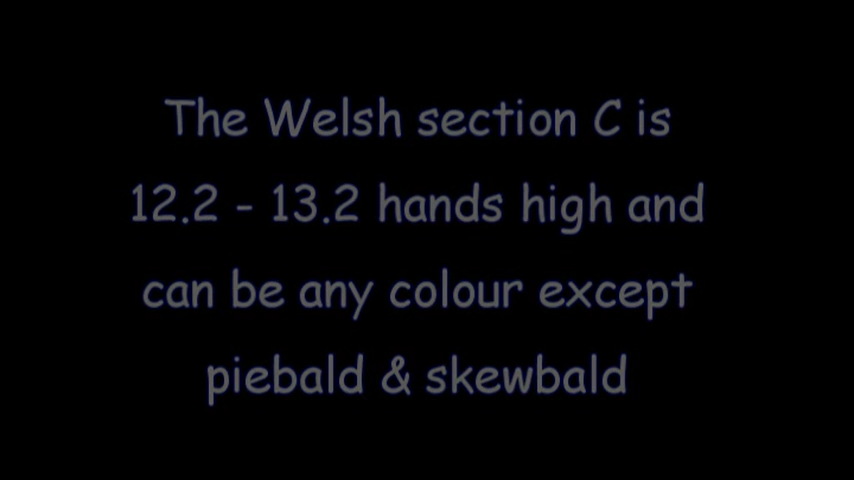 The Welsh section C is
12.2 - 13.2 hands high and
can be any colour except
piebald & skewbald